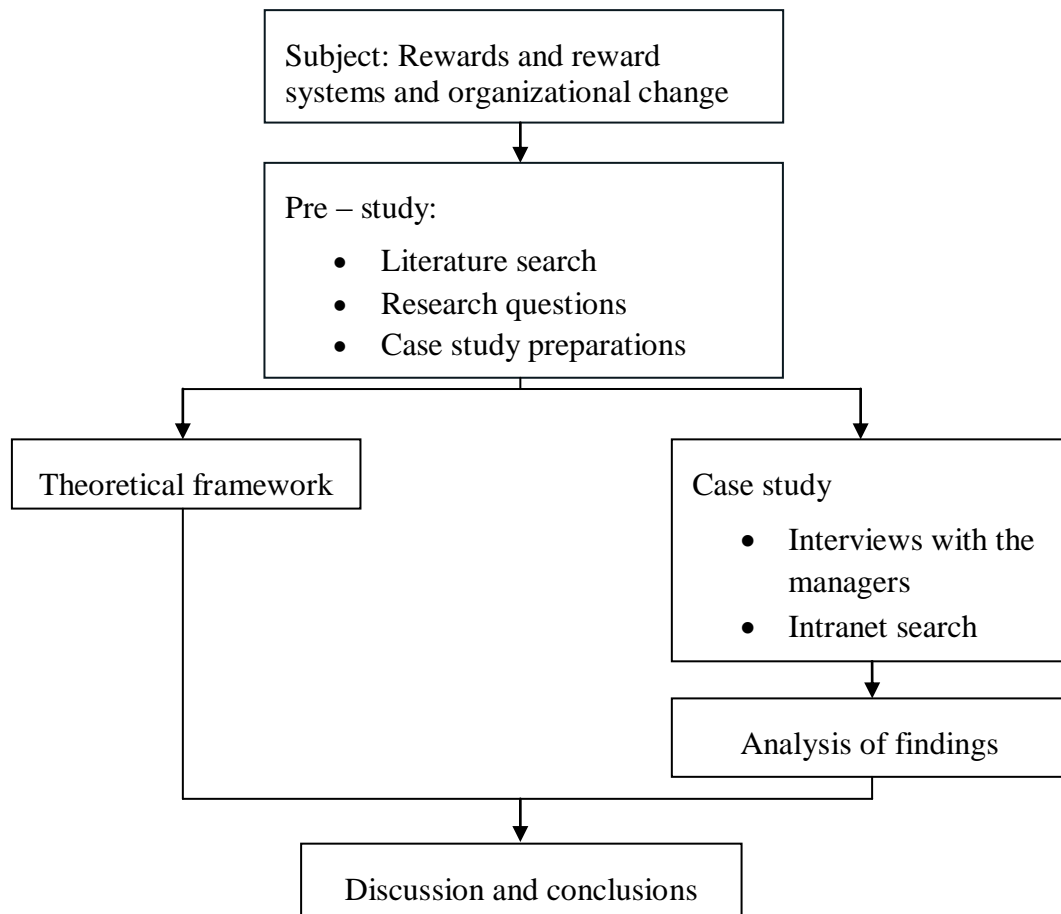 Subject: Rewards and reward
systems and organizational change
Pre – study:
• Literature search
• Research questions
• Case study preparations
Theoretical framework
Case study
• Interviews with the
managers
• Intranet search
Analysis of findings
Discussion and conclusions